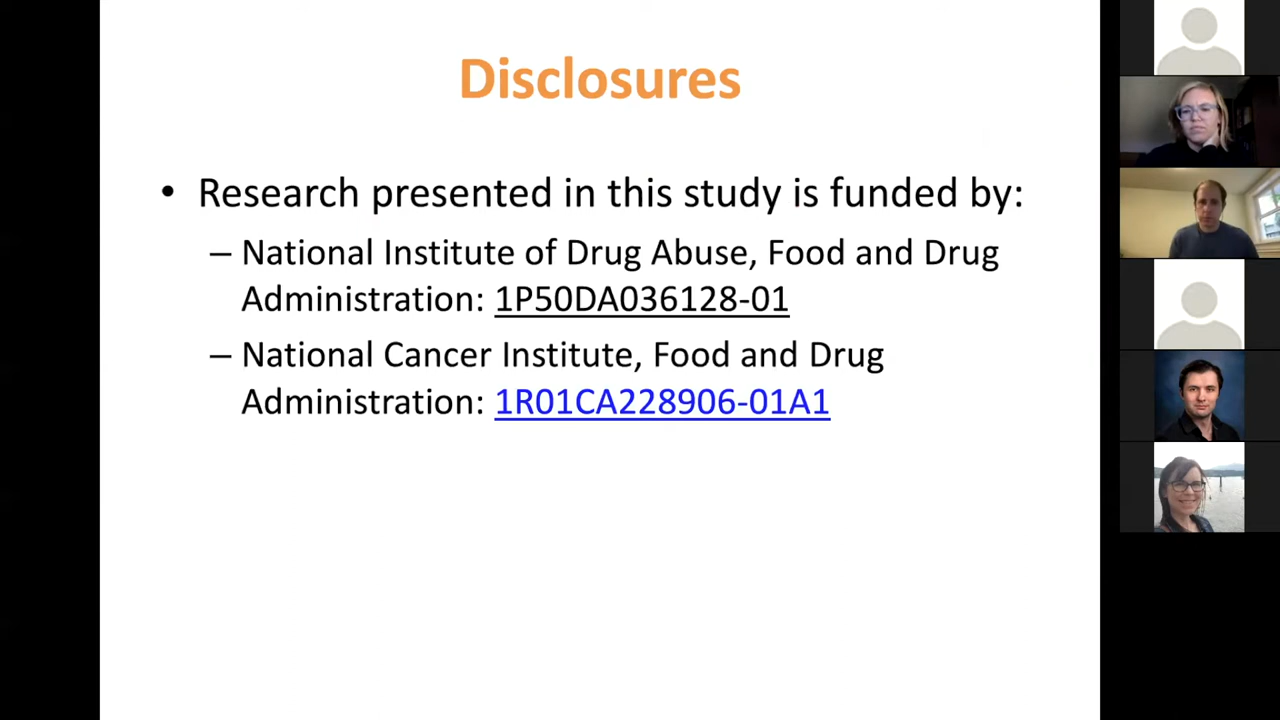 Disclosures
• Research presented in this study is funded by:
– National Institute of Drug Abuse, Food and Drug
Administration: 1P50DA036128-01
– National Cancer Institute, Food and Drug
Administration: 1R01CA228906-01A1